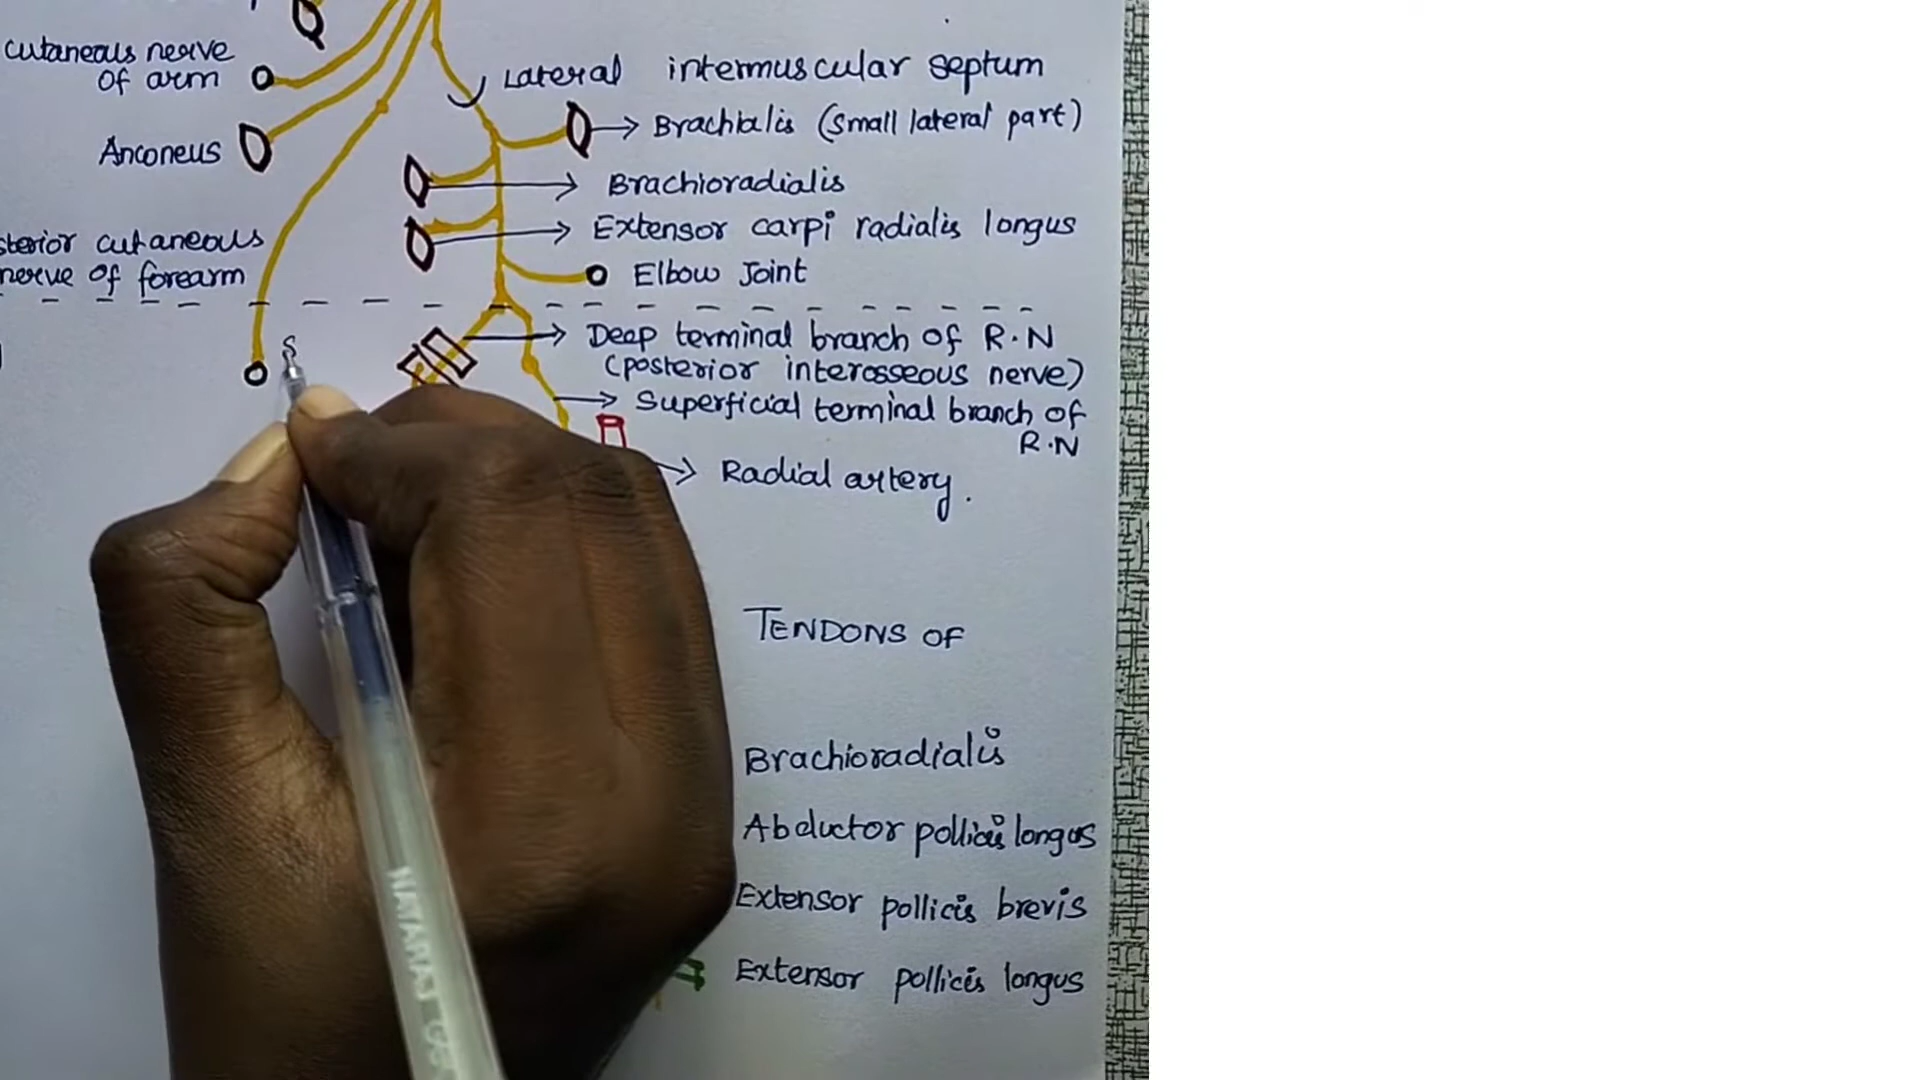 cutaneous nerve
of arm
Lateral intermuscular septum
Brachialis (small lateral part)
Anconeus
Brachioradialis
Extensor carpi radialis longus
cutaneous
nerve of forearm
Elbow Joint
S
Deep terminal branch of R.N
(posterior interosseous nerve)
Superficial terminal branch of
R.N
Radial artery.
TENDONS OF
Brachioradialis
Abductor pollicis longus
Extensor pollicis brevis
Extensor pollicis longus
NATARAJ